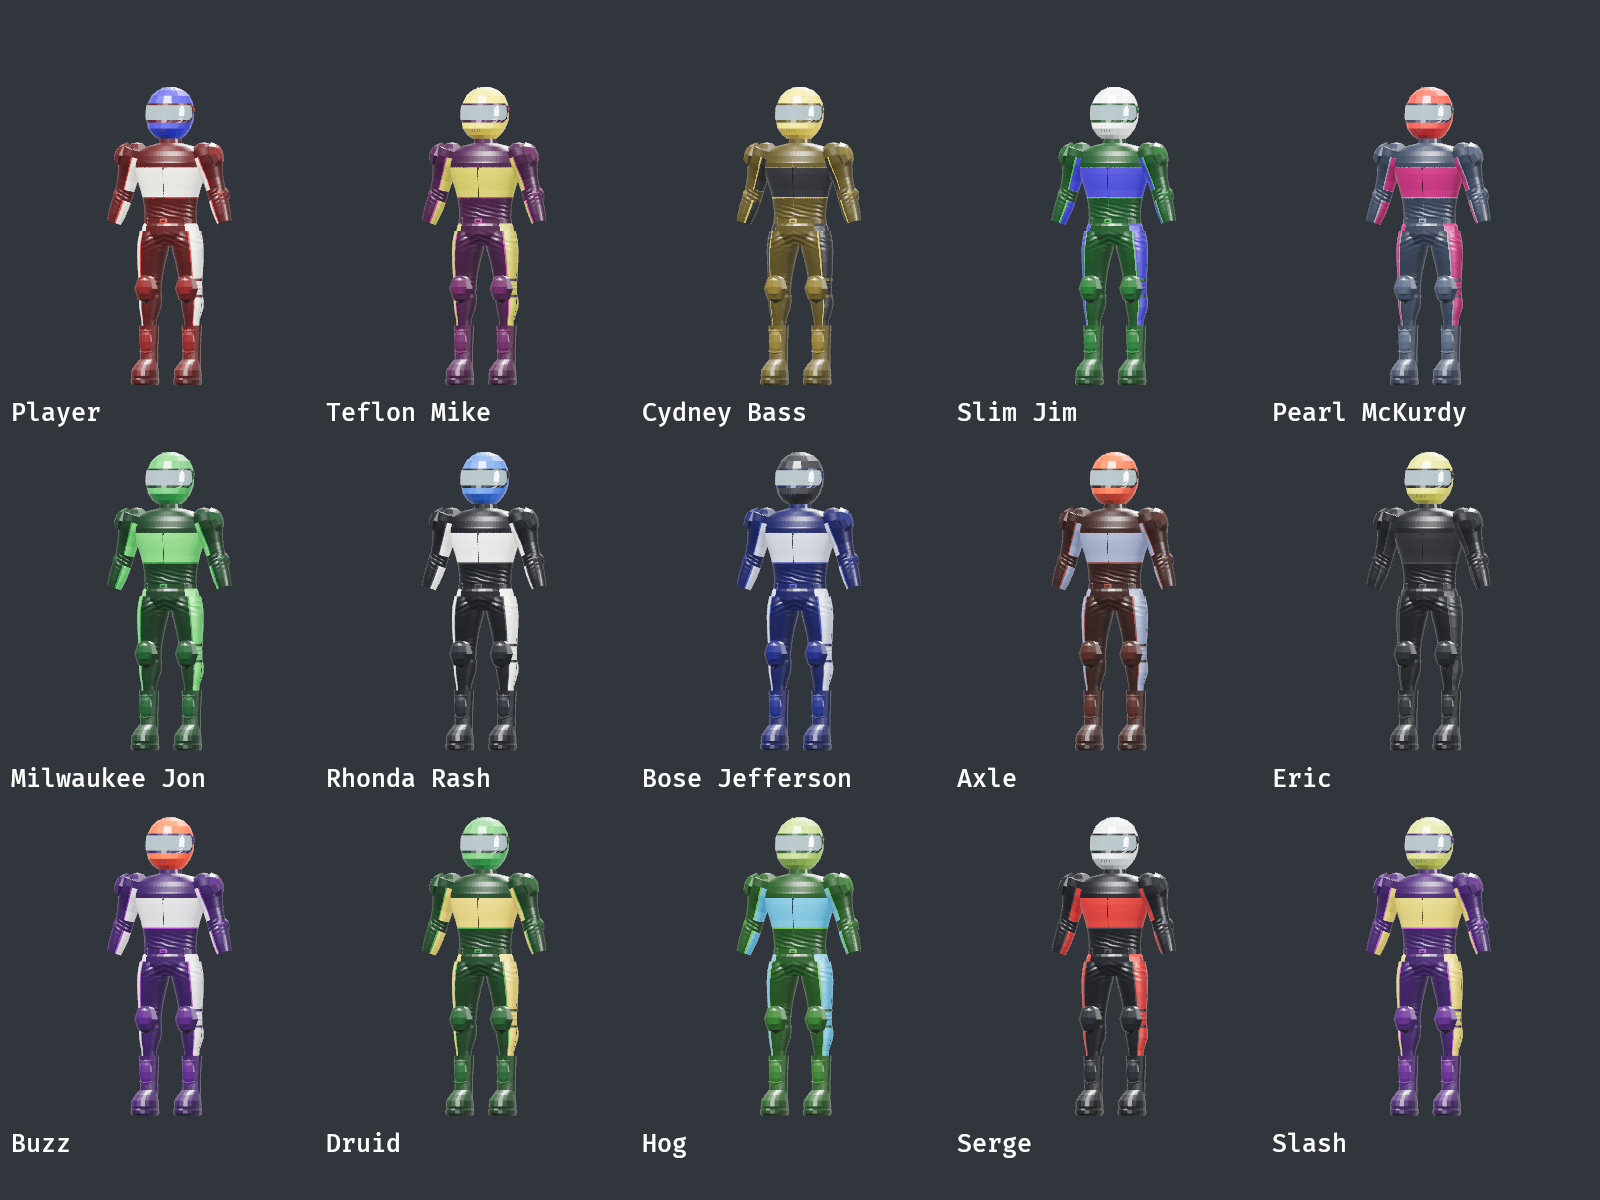 Player
Teflon Mike
Cydney Bass
Slim Jim
Pearl McKurdy
Milwaukee Jon
Rhonda Rash
Bose Jefferson
Axle
Eric
Buzz
Druid
Hog
Serge
Slash